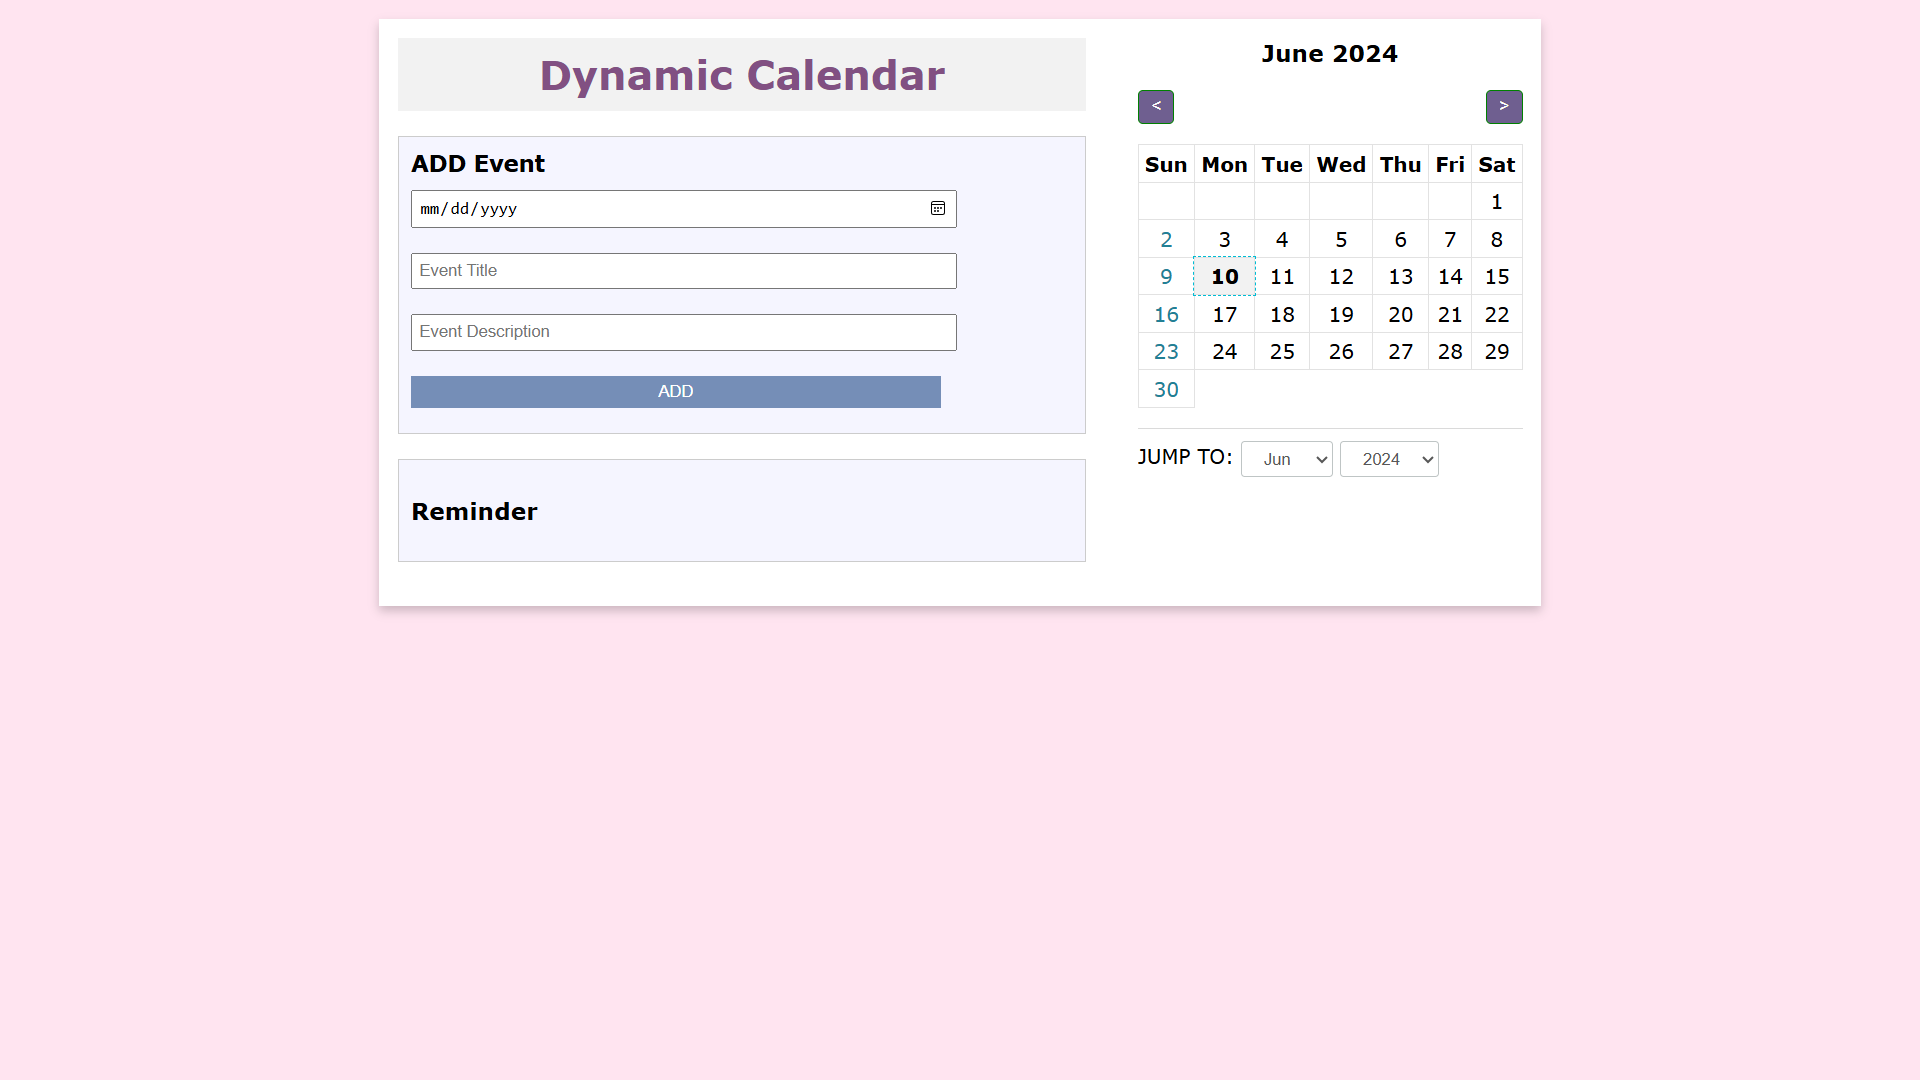 Dynamic Calendar
ADD Event
mm/dd/yyyy
Event Title
Event Description
ADD
Reminder
June 2024
< >
Sun Mon Tue Wed Thu Fri Sat
1
2 3 4 5 6 7 8
9 10 11 12 13 14 15
16 17 18 19 20 21 22
23 24 25 26 27 28 29
30
JUMP TO: Jun 2024